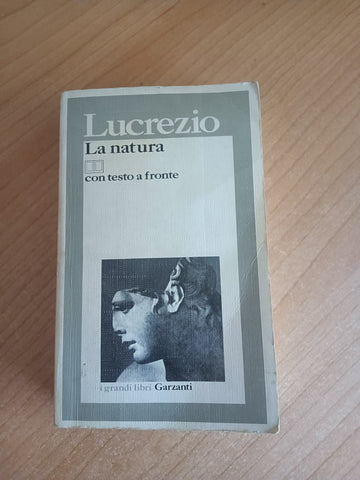 Lucrezio
La natura
con testo a fronte
i grandi libri Garzanti